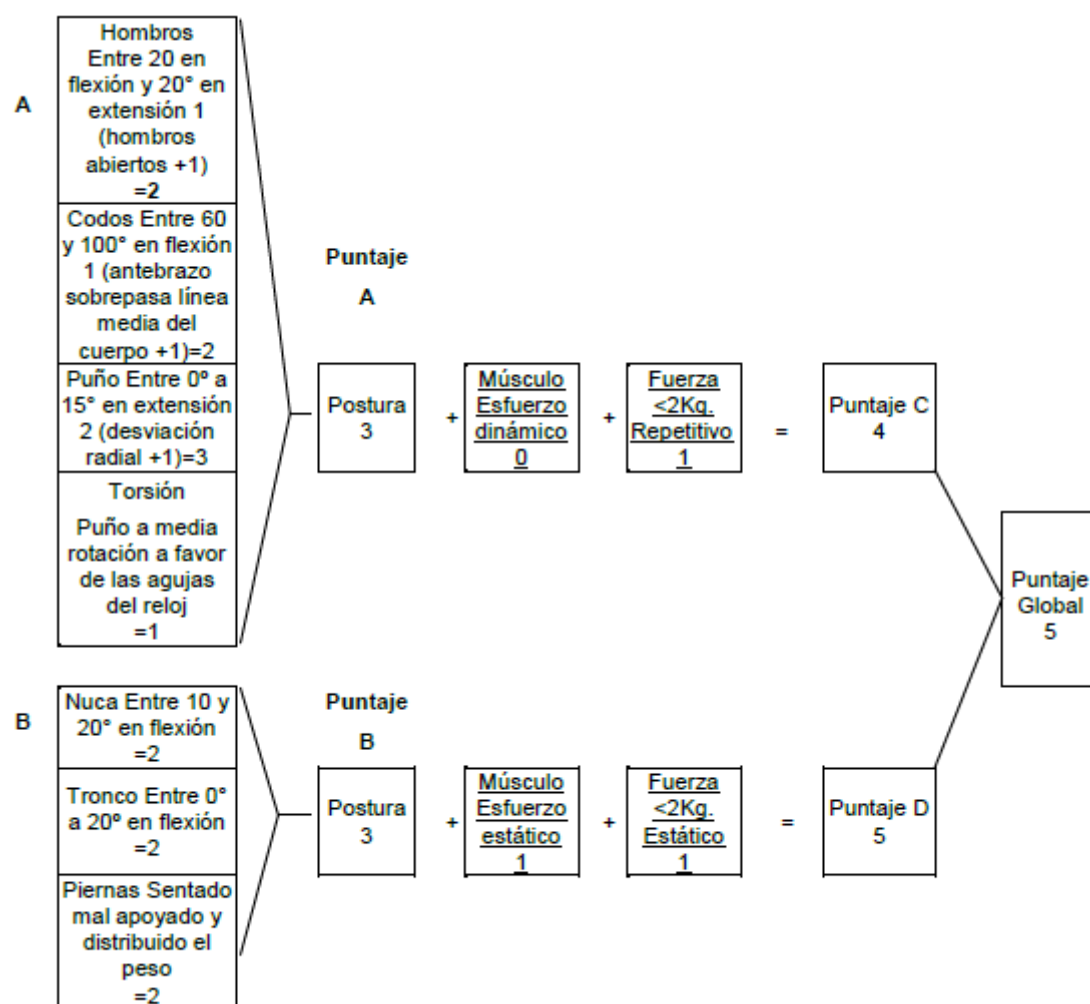 A
Hombros
Entre 20 en
flexión y 20° en
extensión 1
(hombros
abiertos +1)
=2
Codos Entre 60
y 100° en flexión
1 (antebrazo
sobrepasa línea
media del
cuerpo +1)=2
Puño Entre 0º a
15° en extensión
2 (desviación
radial +1)=3
Torsión
Puño a media
rotación a favor
de las agujas
del reloj
=1
Puntaje
A
Postura
3
+
Músculo
Esfuerzo
dinámico
0
+
Fuerza
<2Kg.
Repetitivo
1
=
Puntaje C
4
Puntaje
Global
5
B
Nuca Entre 10 y
20° en flexión
=2
Tronco Entre 0°
a 20º en flexión
=2
Piernas Sentado
mal apoyado y
distribuido el
peso
=2
Puntaje
B
Postura
3
+
Músculo
Esfuerzo
estático
1
+
Fuerza
<2Kg.
Estático
1
=
Puntaje D
5